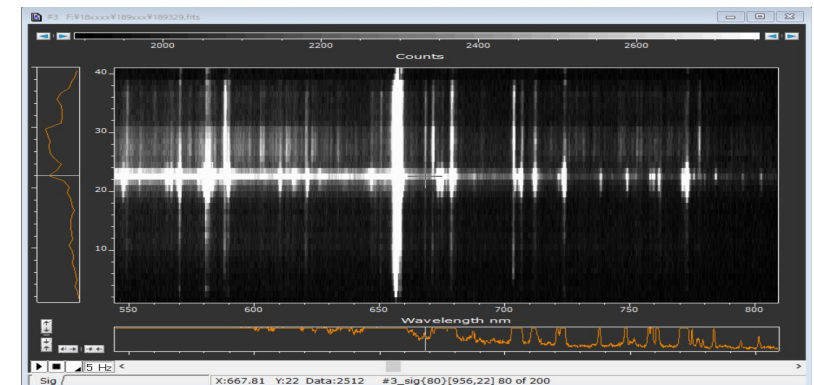 #3 F:¥18xxxx¥189xxx¥189329.fits
2000 2200 2400 2600
Counts
40
30
20
10
550 600 650 700 750 800
Wavelength nm
5 Hz
Sig X:667.81 Y:22 Data:2512 #3_sig{80}[956,22] 80 of 200